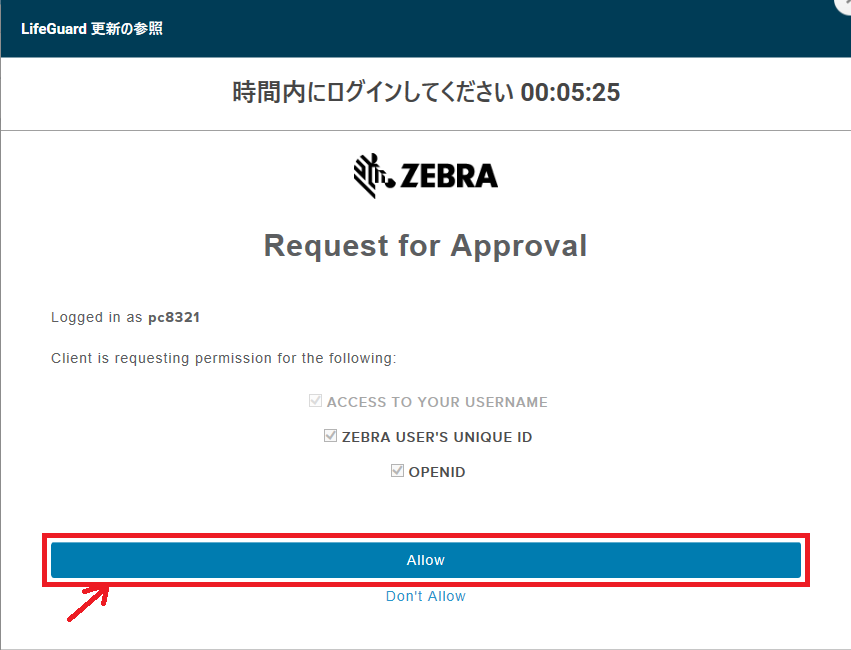 LifeGuard 更新の参照
時間内にログインしてください 00:05:25
ZEBRA
Request for Approval
Logged in as pc8321
Client is requesting permission for the following:
ACCESS TO YOUR USERNAME
ZEBRA USER'S UNIQUE ID
OPENID
Allow
Don't Allow